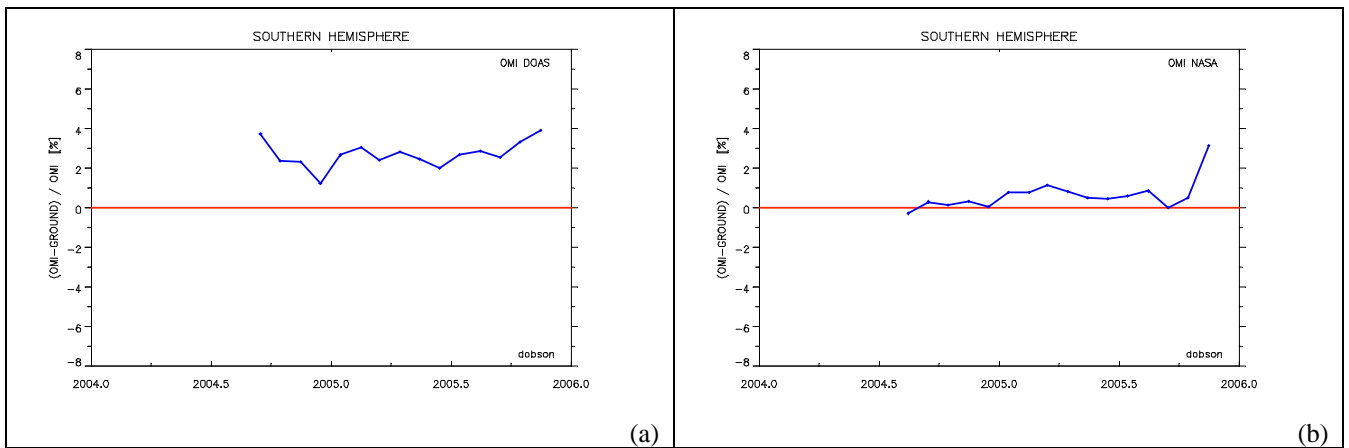 SOUTHERN HEMISPHERE
8
OMI DOAS
6
4
2
0
-2
-4
-6
-8
(OMI-GROUND) / OMI [%]
dobson
2004.0 2004.5 2005.0 2005.5 2006.0
(a)
SOUTHERN HEMISPHERE
8
OMI NASA
6
4
2
0
-2
-4
-6
-8
(OMI-GROUND) / OMI [%]
dobson
2004.0 2004.5 2005.0 2005.5 2006.0
(b)